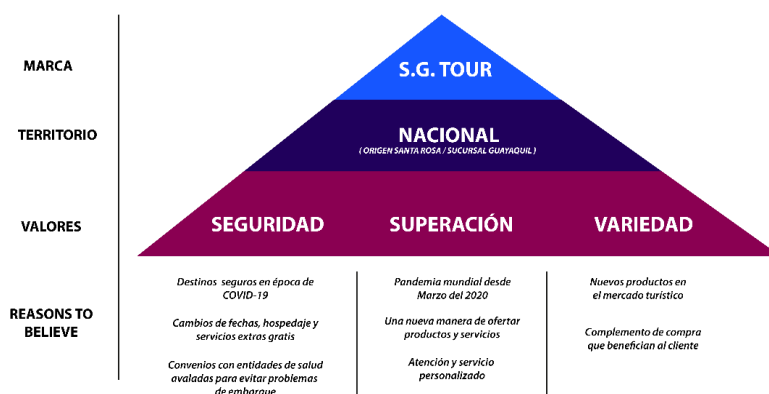 MARCA
S.G. TOUR
TERRITORIO
NACIONAL
( ORIGEN SANTA ROSA / SUCURSAL GUAYAQUIL )
VALORES
SEGURIDAD
SUPERACIÓN
VARIEDAD
REASONS TO
BELIEVE
Destinos seguros en época de
COVID-19
Cambios de fechas, hospedaje y
servicios extras gratis
Convenios con entidades de salud
avaladas para evitar problemas
de embarque
Pandemia mundial desde
Marzo del 2020
Una nueva manera de ofertar
productos y servicios
Atención y servicio
personalizado
Nuevos productos en
el mercado turístico
Complemento de compra
que benefician al cliente